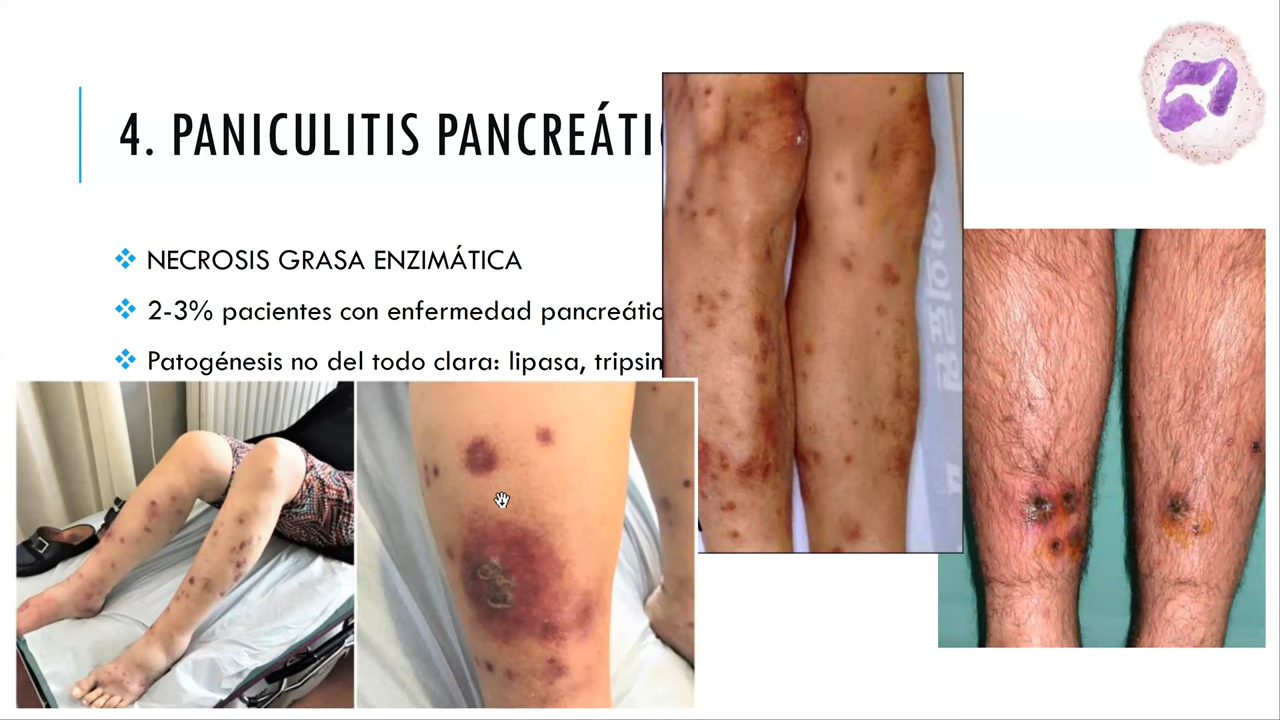 4. PANICULITIS PANCREÁTI
NECROSIS GRASA ENZIMÁTICA
2-3% pacientes con enfermedad pancreátic
Patogénesis no del todo clara: lipasa, tripsin